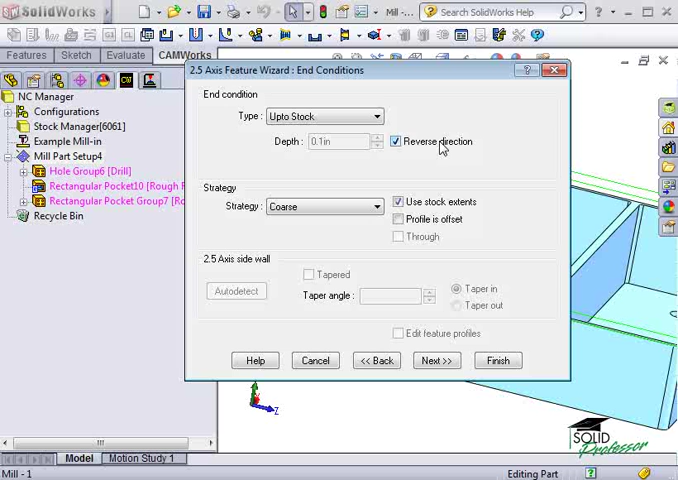 SolidWorks
Mill - ...
Search SolidWorks Help
Features
Sketch
Evaluate
CAMWorks
2.5 Axis Feature Wizard : End Conditions
NC Manager
Configurations
Stock Manager[6061]
Example Mill-in
Mill Part Setup4
Hole Group6 [Drill]
Rectangular Pocket10 [Rough F
Rectangular Pocket Group7 [Ro
Recycle Bin
End condition
Type :
Upto Stock
Depth :
0.1in
Reverse direction
Strategy
Strategy :
Coarse
Use stock extents
Profile is offset
Through
2.5 Axis side wall
Autodetect
Tapered
Taper angle :
Taper in
Taper out
Edit feature profiles
Help
Cancel
<< Back
Next>>
Finish
Z
SOLID
PROFESSOR
Model
Motion Study 1
Mill - 1
Editing Part